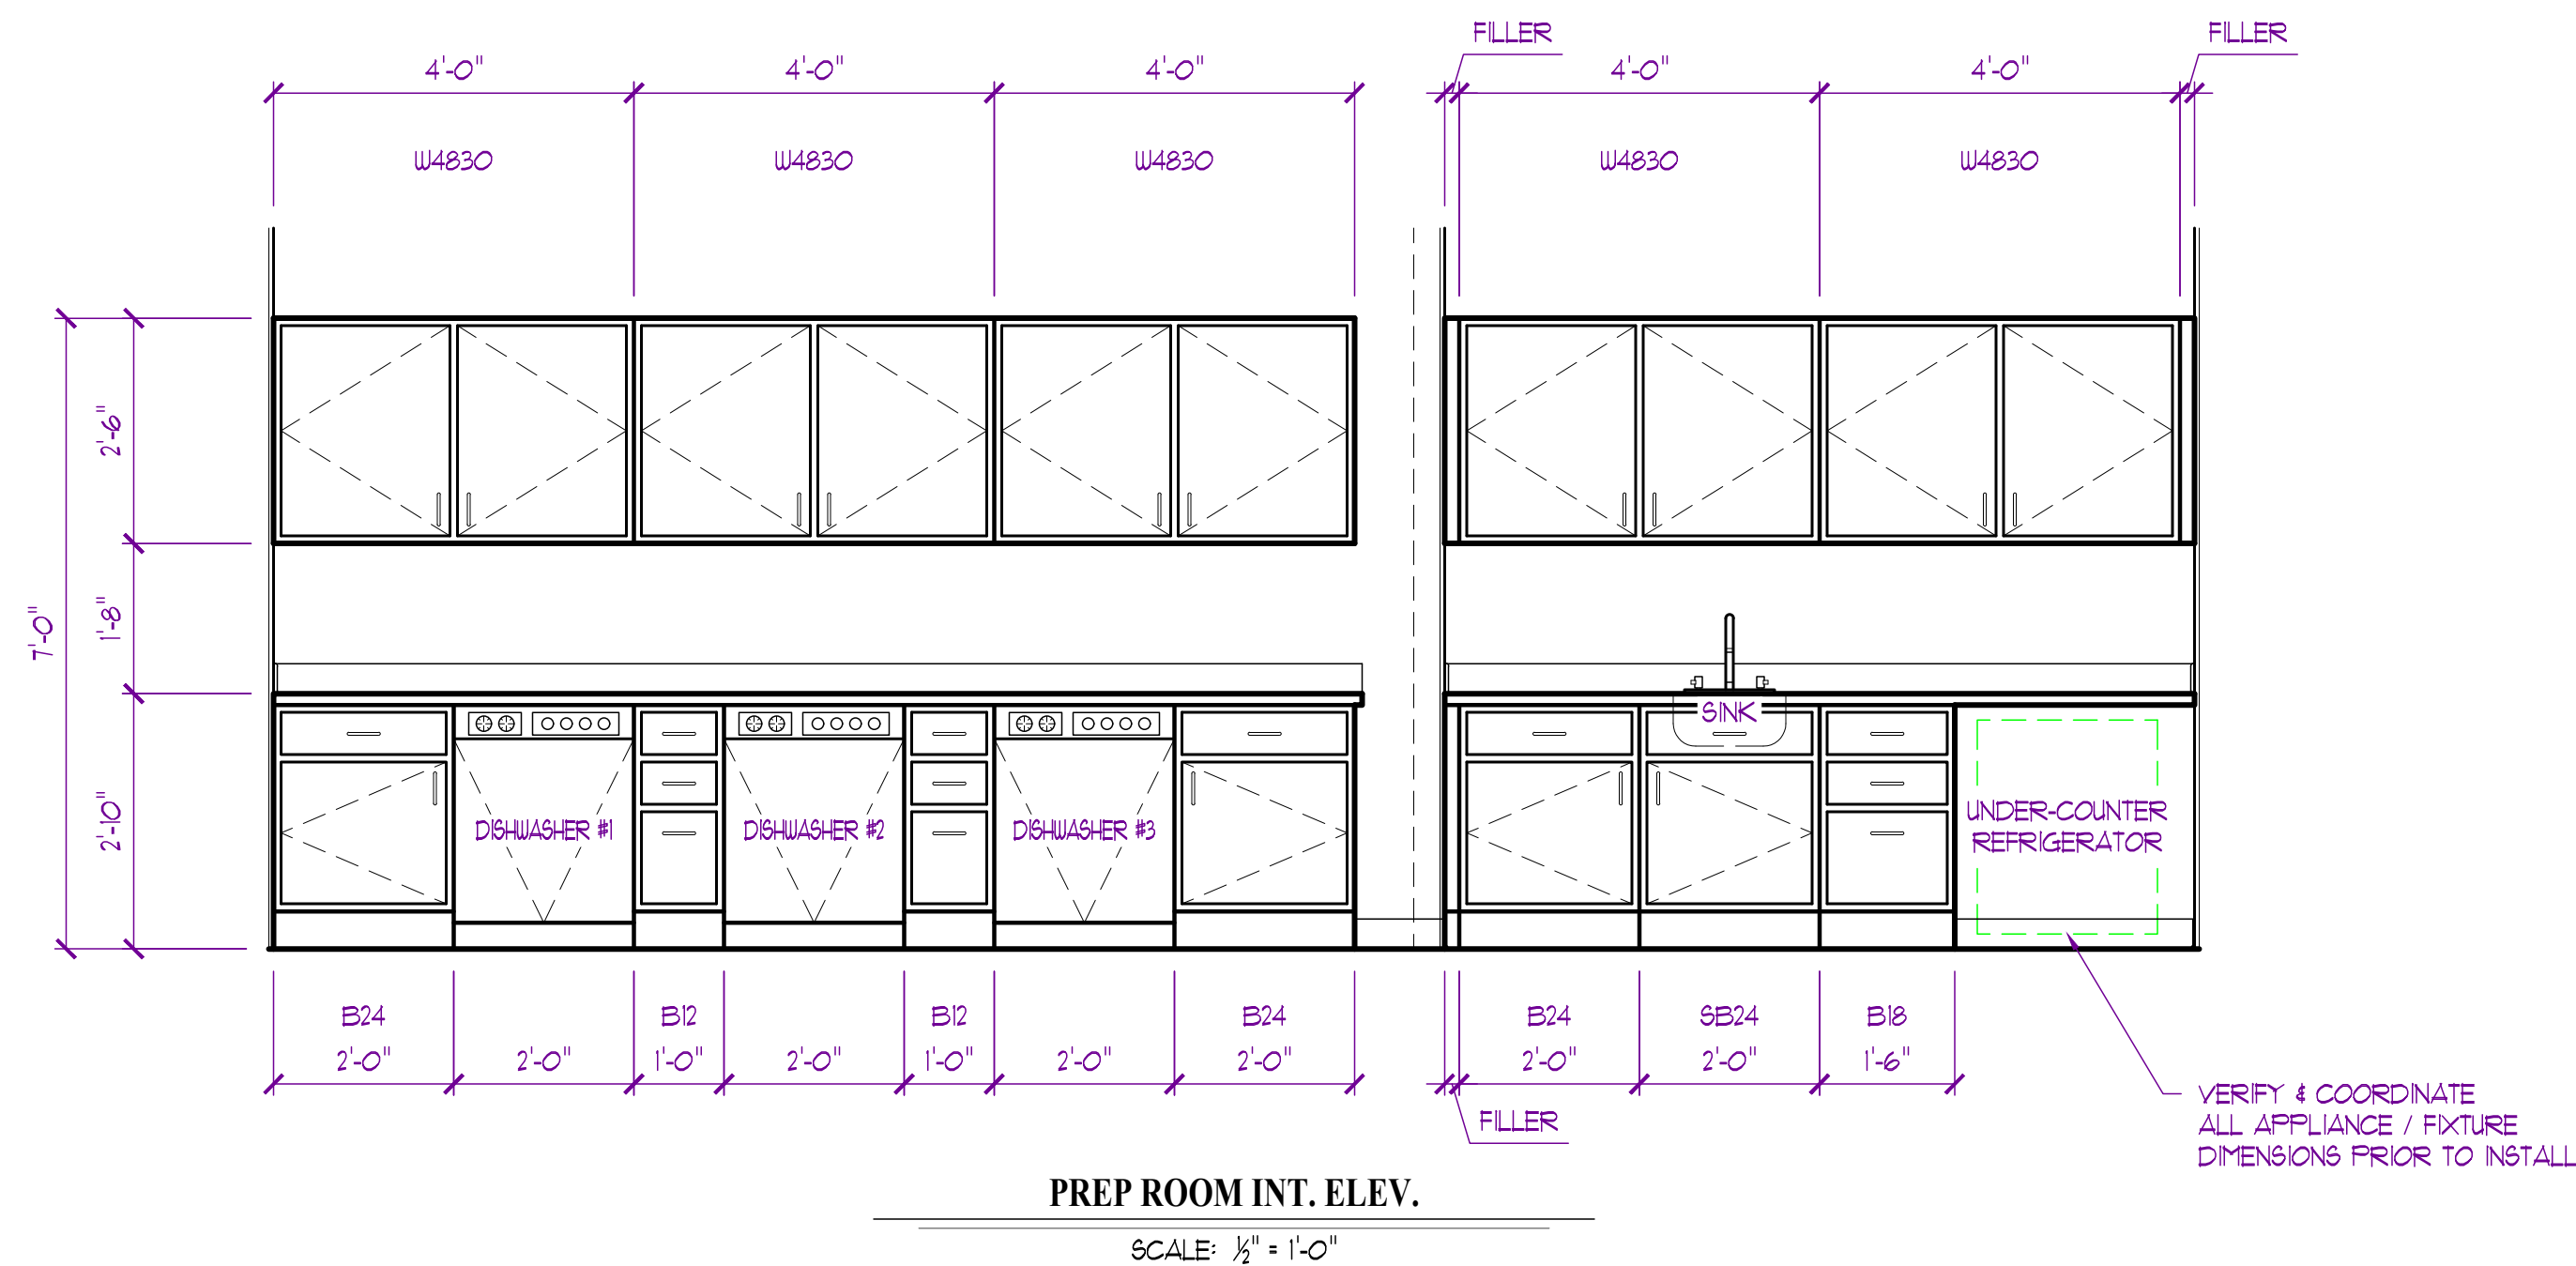 FILLER FILLER
4'-0" 4'-0" 4'-0" 4'-0" 4'-0"
W4830 W4830 W4830 W4830 W4830
2'-6"
1'-8"
7'-0"
2'-10"
SINK
UNDER-COUNTER
REFRIGERATOR
DISHWASHER #1 DISHWASHER #2 DISHWASHER #3
B24 B12 B12 B24 B24 SB24 B18
2'-0" 2'-0" 1'-0" 2'-0" 1'-0" 2'-0" 2'-0" 2'-0" 2'-0" 1'-6"
FILLER
VERIFY & COORDINATE
ALL APPLIANCE / FIXTURE
DIMENSIONS PRIOR TO INSTALL
PREP ROOM INT. ELEV.
SCALE: ½" = 1'-0"